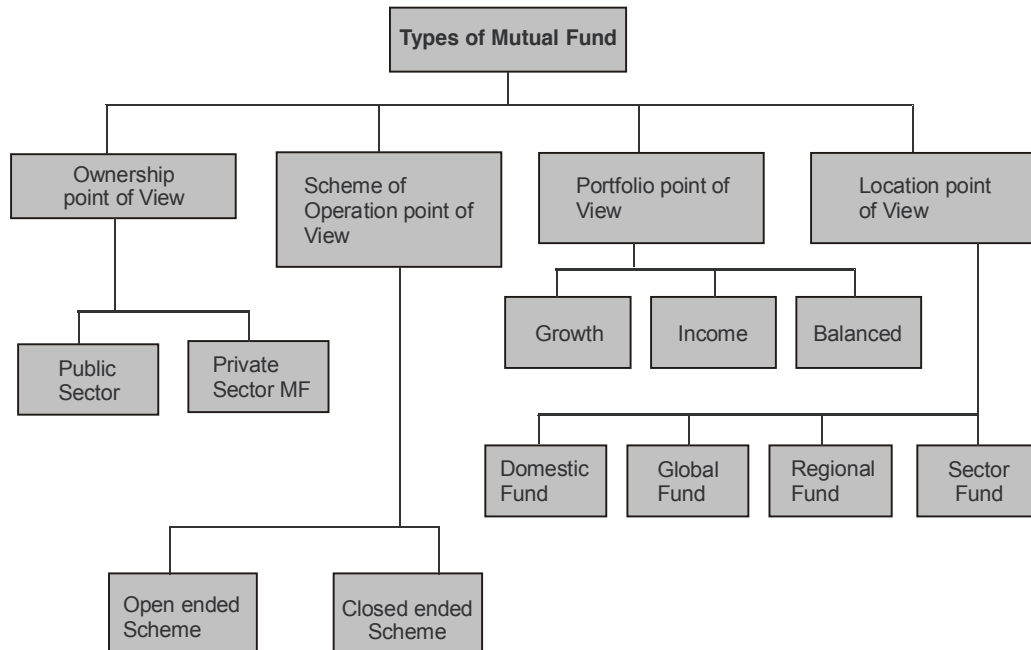 Types of Mutual Fund
Ownership
point of View
Scheme of
Operation point of
View
Portfolio point of
View
Location point
of View
Public
Sector
Private
Sector MF
Growth
Income
Balanced
Domestic
Fund
Global
Fund
Regional
Fund
Sector
Fund
Open ended
Scheme
Closed ended
Scheme